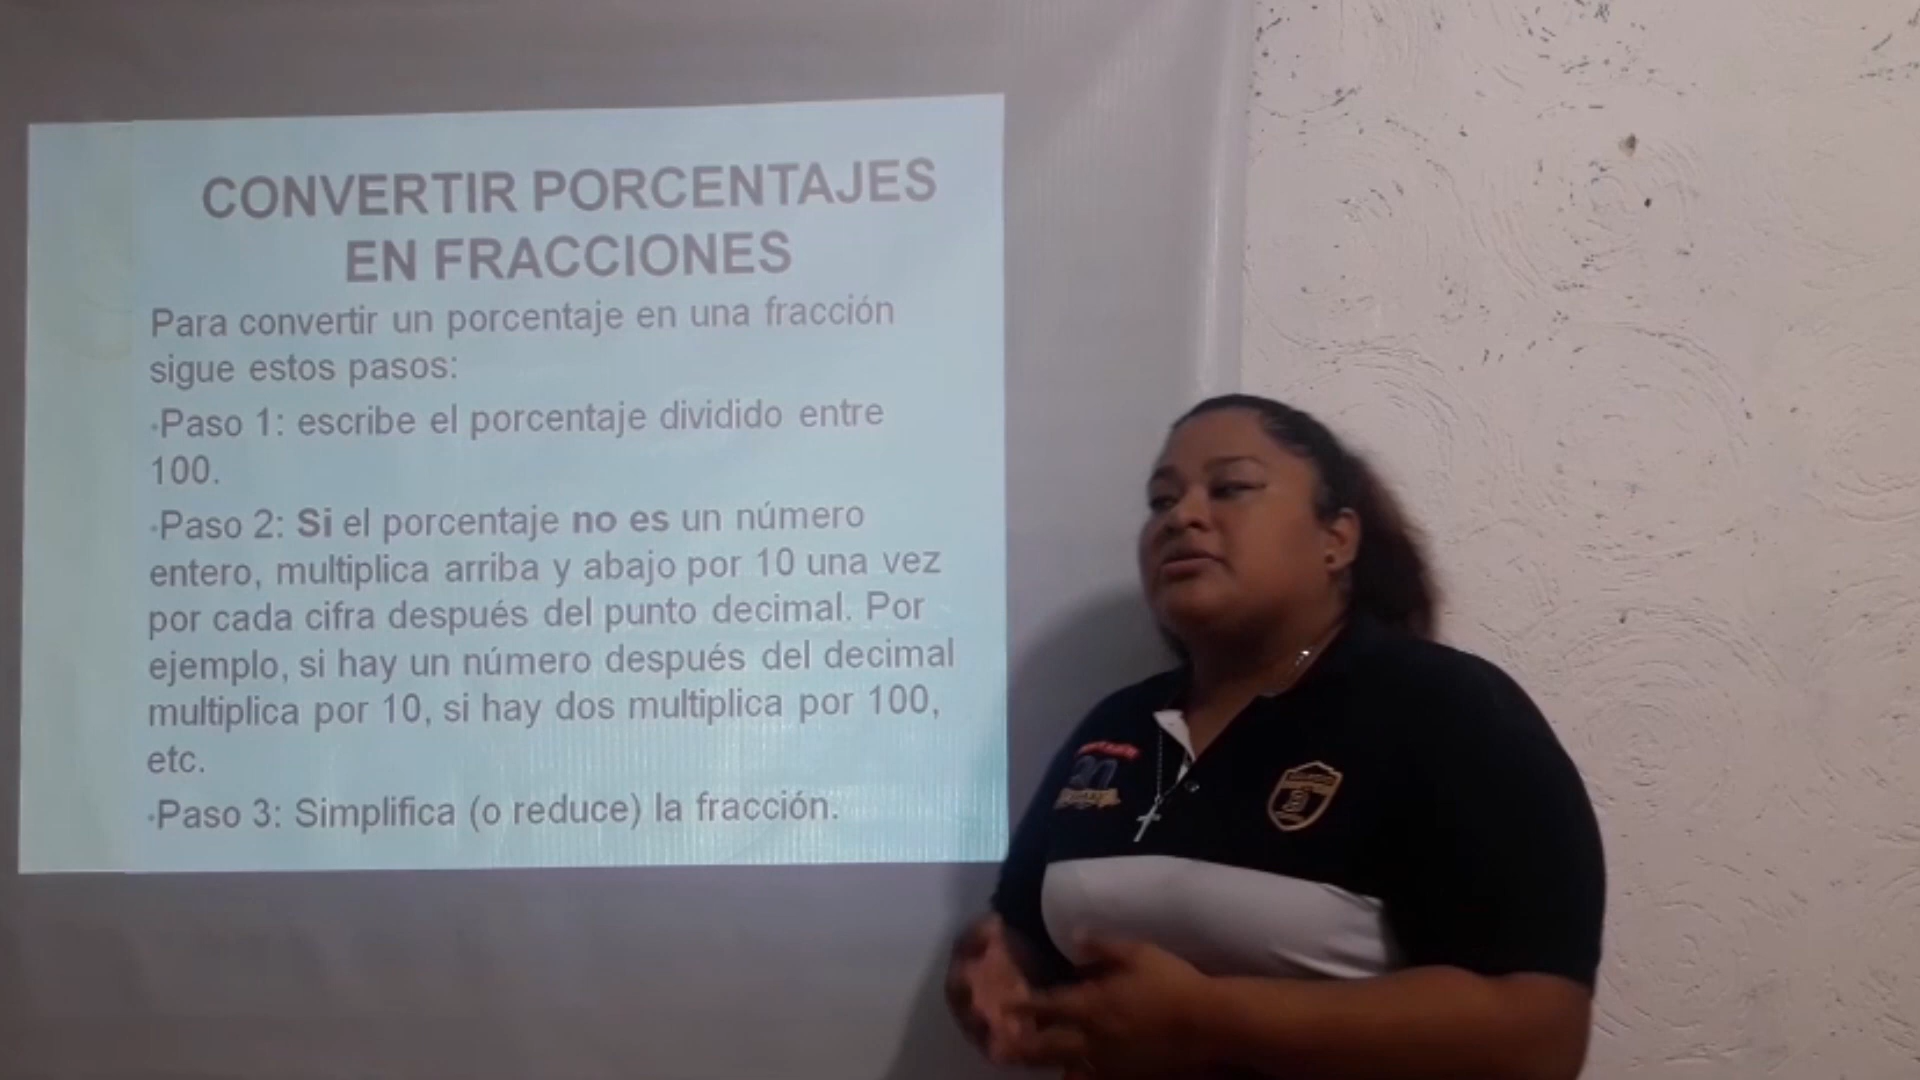 CONVERTIR PORCENTAJES
EN FRACCIONES
Para convertir un porcentaje en una fracción
sigue estos pasos:
•Paso 1: escribe el porcentaje dividido entre
100.
•Paso 2: Si el porcentaje no es un número
entero, multiplica arriba y abajo por 10 una vez
por cada cifra después del punto decimal. Por
ejemplo, si hay un número después del decimal
multiplica por 10, si hay dos multiplica por 100,
etc.
•Paso 3: Simplifica (o reduce) la fracción.